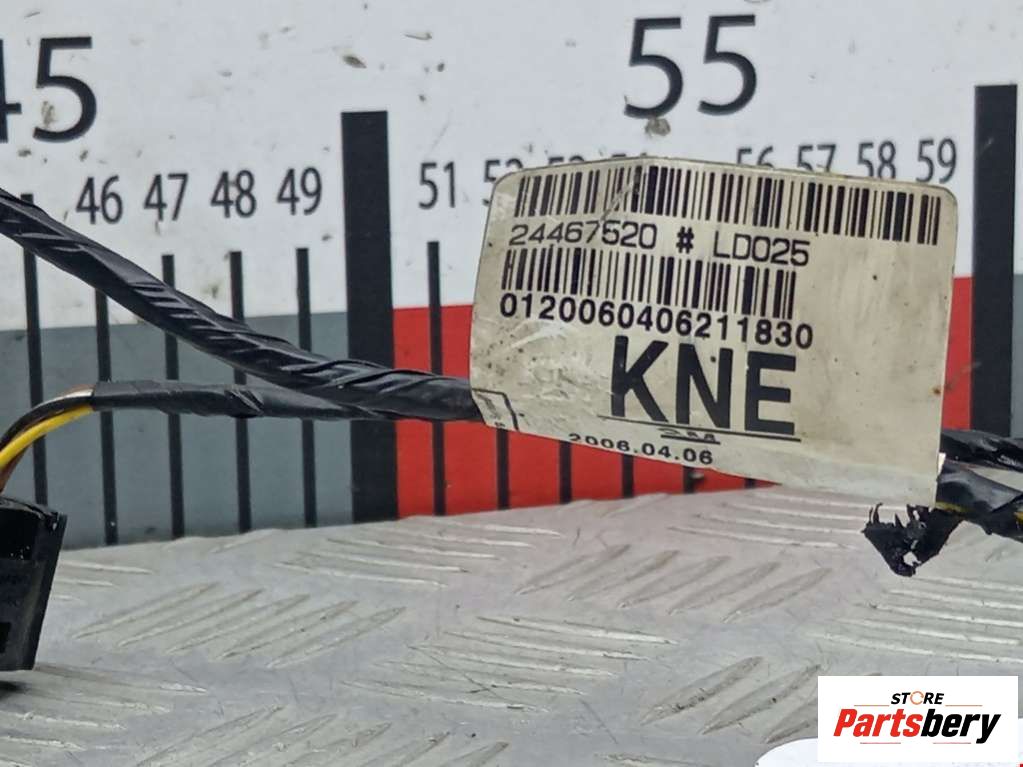 45 55
46 47 48 49 51 56 57 58 59
24467520 # LD025
0120060406211830
KNE
2006.04.06
STORE
Partsbery